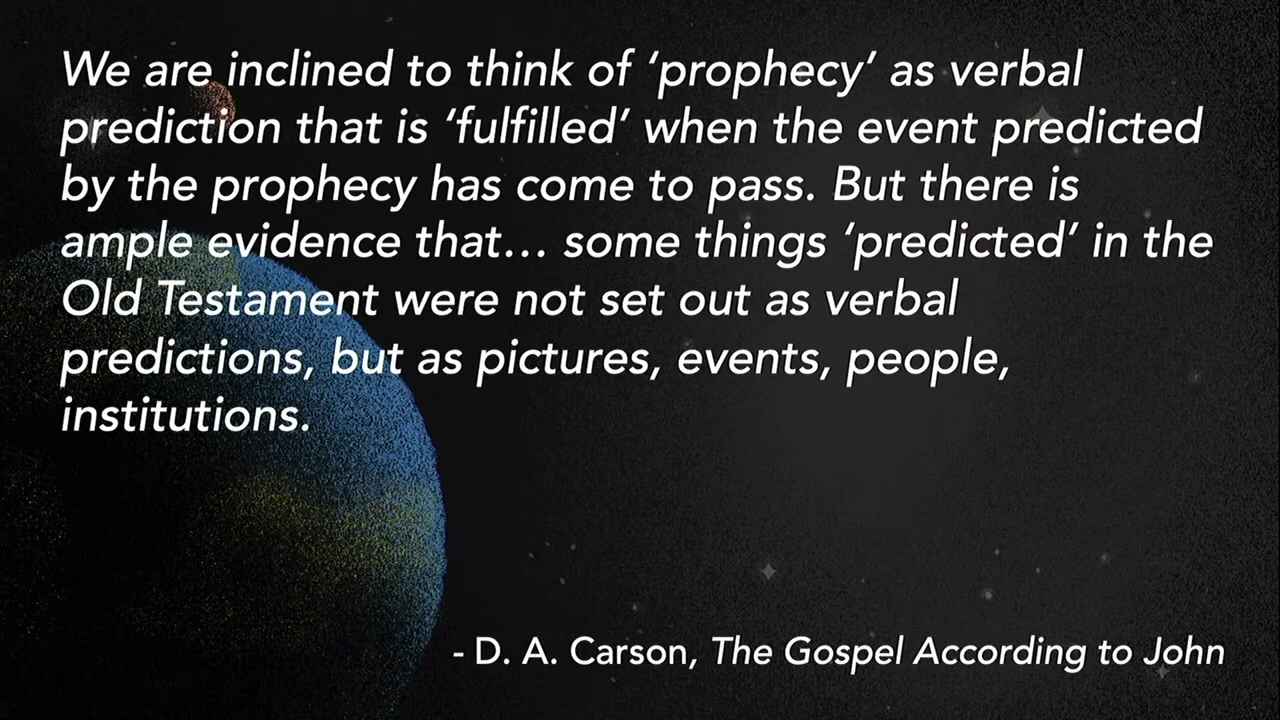 We are inclined to think of ‘prophecy’ as verbal
prediction that is ‘fulfilled’ when the event predicted
by the prophecy has come to pass. But there is
ample evidence that… some things ‘predicted’ in the
Old Testament were not set out as verbal
predictions, but as pictures, events, people,
institutions.
- D. A. Carson, The Gospel According to John